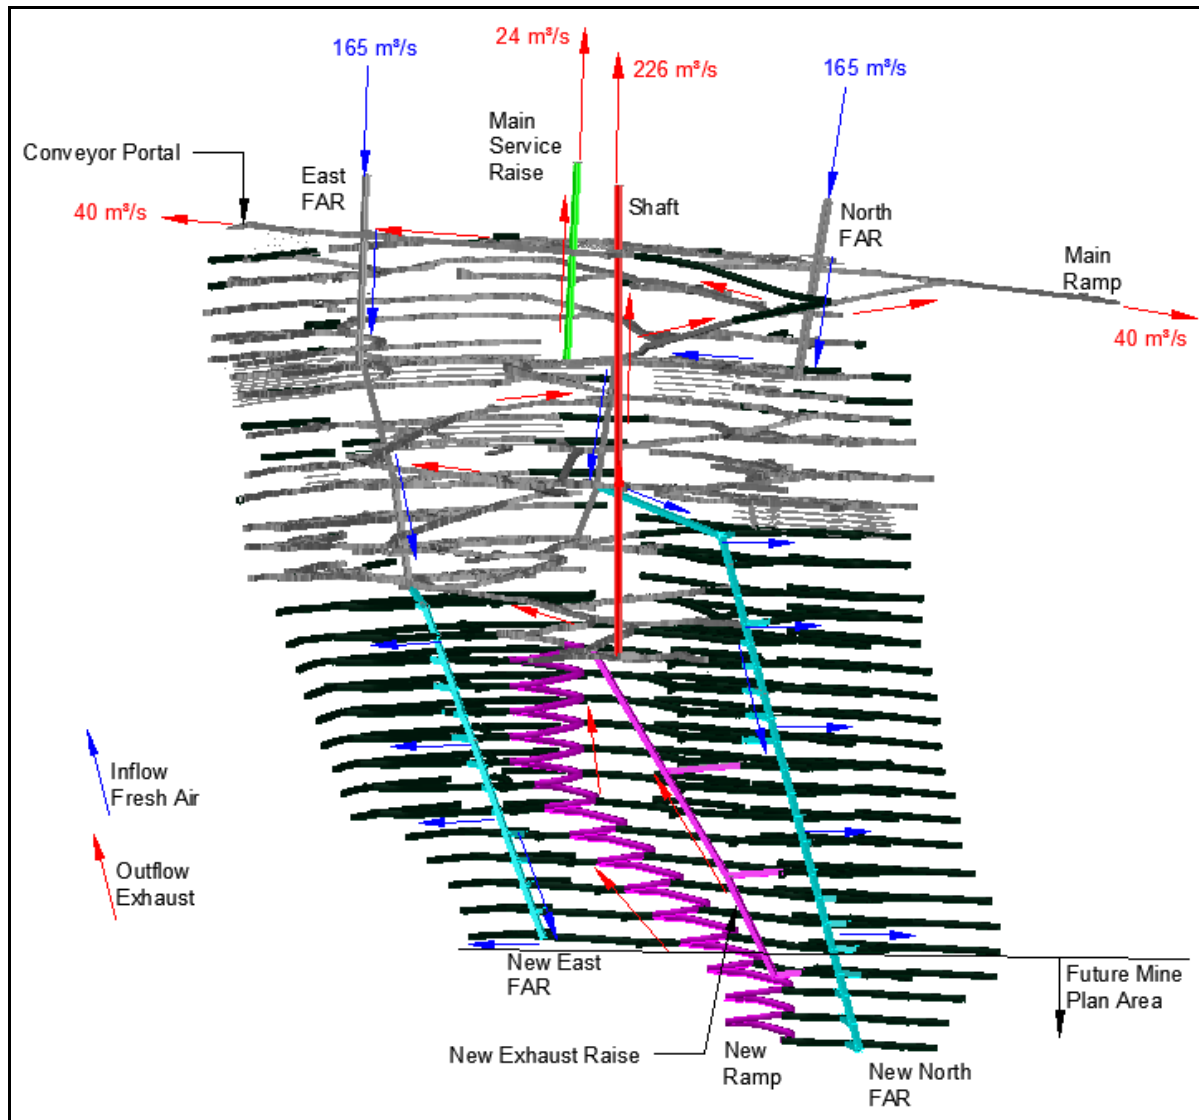 24 m³/s
165 m³/s
226 m³/s
165 m³/s
Main
Service
Raise
Conveyor Portal
East
FAR
40 m³/s
Shaft
North
FAR
Main
Ramp
40 m³/s
Inflow
Fresh Air
Outflow
Exhaust
New East
FAR
Future Mine
Plan Area
New Exhaust Raise
New
Ramp
New North
FAR